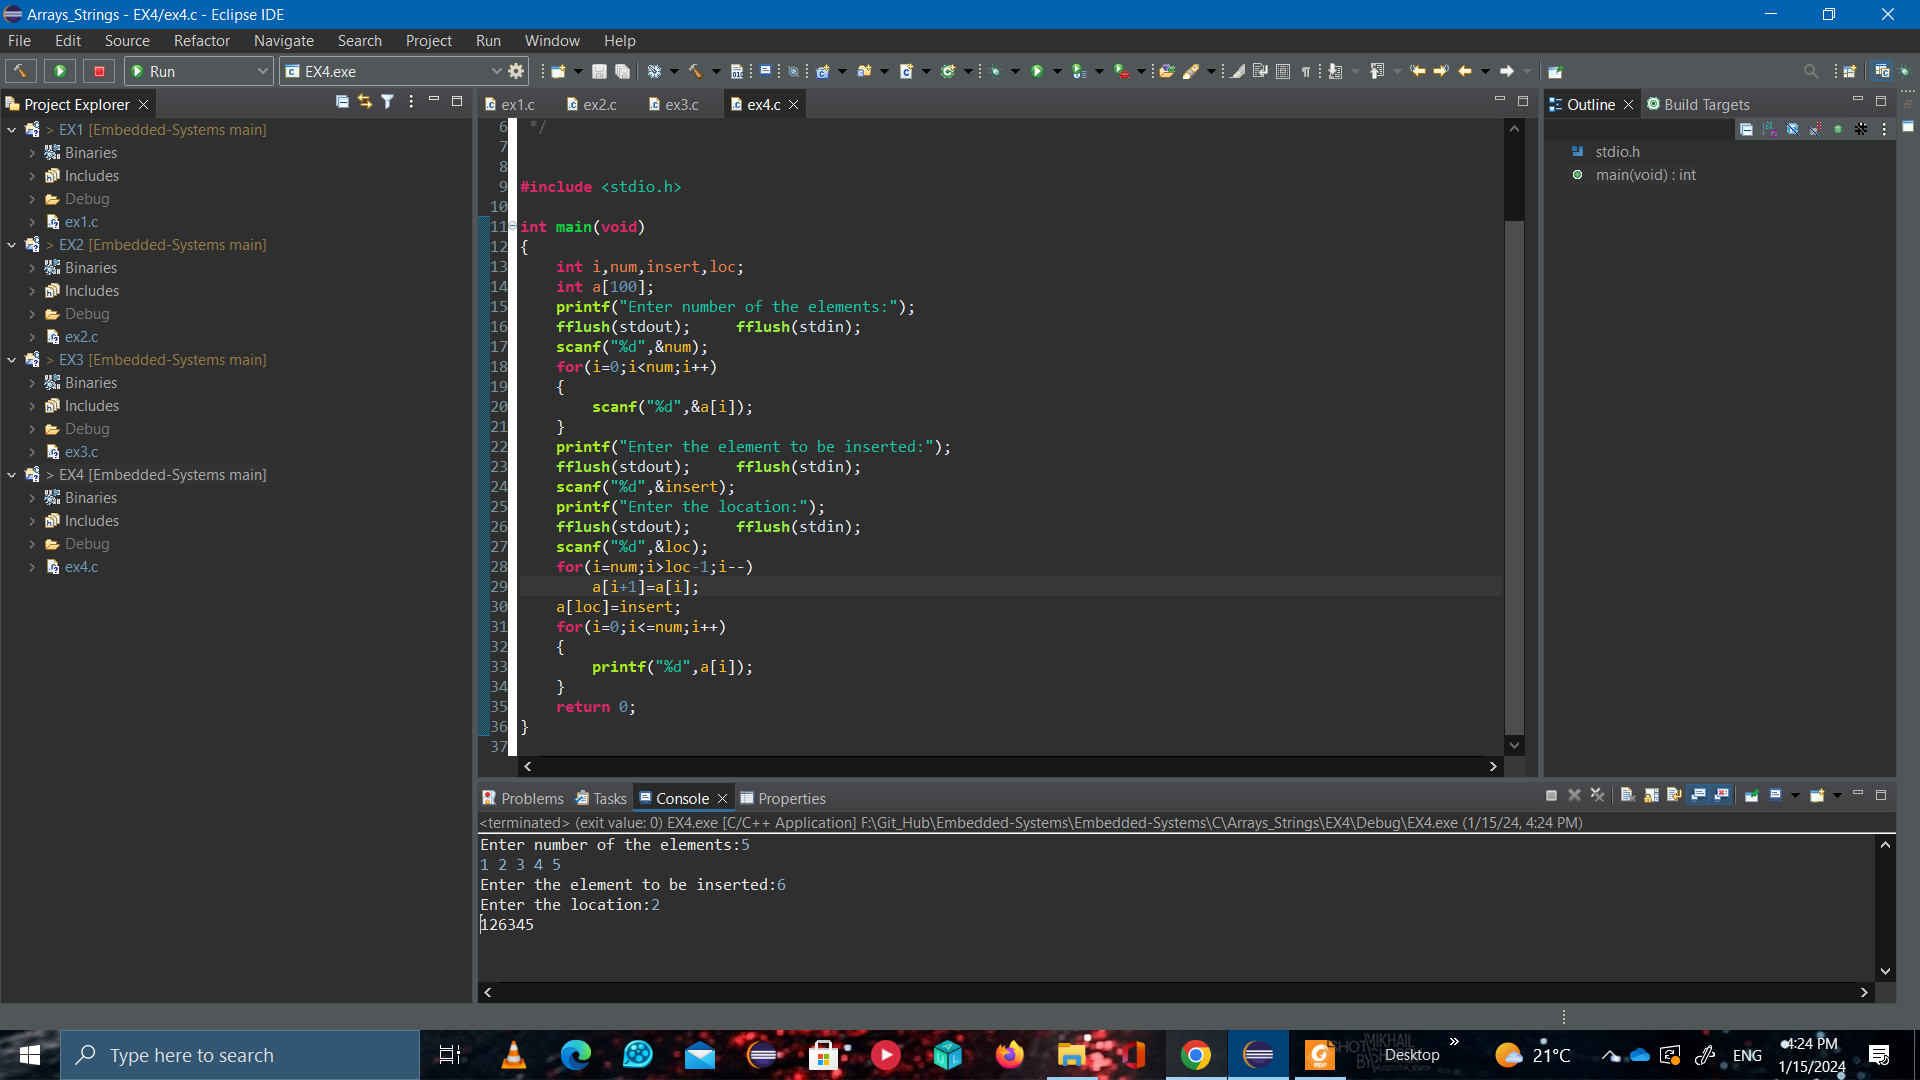 Arrays_Strings - EX4/ex4.c - Eclipse IDE
File Edit Source Refactor Navigate Search Project Run Window Help
Run EX4.exe
Project Explorer
> EX1 [Embedded-Systems main]
Binaries
Includes
Debug
ex1.c
> EX2 [Embedded-Systems main]
Binaries
Includes
Debug
ex2.c
> EX3 [Embedded-Systems main]
Binaries
Includes
Debug
ex3.c
> EX4 [Embedded-Systems main]
Binaries
Includes
Debug
ex4.c
ex1.c ex2.c ex3.c ex4.c
6 */
7
8
9 #include <stdio.h>
10
11 int main(void)
12 {
13 int i,num,insert,loc;
14 int a[100];
15 printf("Enter number of the elements:");
16 fflush(stdout); fflush(stdin);
17 scanf("%d",&num);
18 for(i=0;i<num;i++)
19 {
20 scanf("%d",&a[i]);
21 }
22 printf("Enter the element to be inserted:");
23 fflush(stdout); fflush(stdin);
24 scanf("%d",&insert);
25 printf("Enter the location:");
26 fflush(stdout); fflush(stdin);
27 scanf("%d",&loc);
28 for(i=num;i>loc-1;i--)
29 a[i+1]=a[i];
30 a[loc]=insert;
31 for(i=0;i<=num;i++)
32 {
33 printf("%d",a[i]);
34 }
35 return 0;
36 }
37
Outline Build Targets
stdio.h
main(void) : int
Problems Tasks Console Properties
<terminated> (exit value: 0) EX4.exe [C/C++ Application] F:\Git_Hub\Embedded-Systems\Embedded-Systems\C\Arrays_Strings\EX4\Debug\EX4.exe (1/15/24, 4:24 PM)
Enter number of the elements:5
1 2 3 4 5
Enter the element to be inserted:6
Enter the location:2
126345
Type here to search
Desktop
21°C
ENG
4:24 PM
1/15/2024